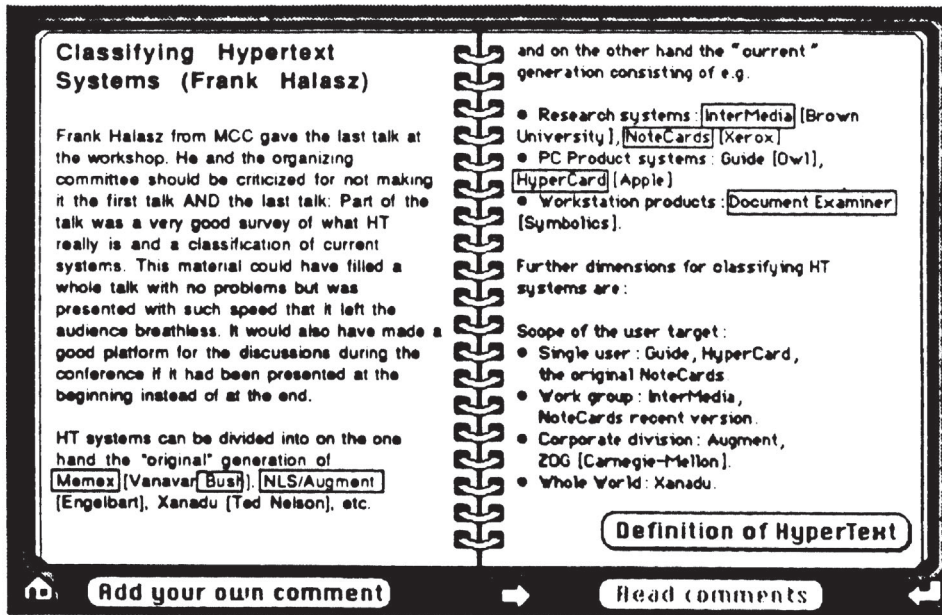 Classifying Hypertext
Systems (Frank Halasz)
Frank Halasz from MCC gave the last talk at
the workshop. He and the organizing
committee should be criticized for not making
it the first talk AND the last talk: Part of the
talk was a very good survey of what HT
really is and a classification of current
systems. This material could have filled a
whole talk with no problems but was
presented with such speed that it left the
audience breathless. It would also have made a
good platform for the discussions during the
conference if it had been presented at the
beginning instead of at the end.
HT systems can be divided into on the one
hand the "original" generation of
Memex [Vanavar Bush]. NLS/Augment
[Engelbart], Xanadu [Ted Nelson], etc.
and on the other hand the "current"
generation consisting of e.g.
• Research systems: InterMedia [Brown
University], NoteCards [Xerox]
• PC Product systems: Guide [Owl],
HyperCard [Apple]
• Workstation products: Document Examiner
[Symbolics].
Further dimensions for classifying HT
systems are:
Scope of the user target:
• Single user: Guide, HyperCard,
the original NoteCards.
• Work group: InterMedia,
NoteCards recent version.
• Corporate division: Augment,
ZOG [Carnegie-Mellon].
• Whole World: Xanadu.
Definition of HyperText
Add your own comment
Read comments